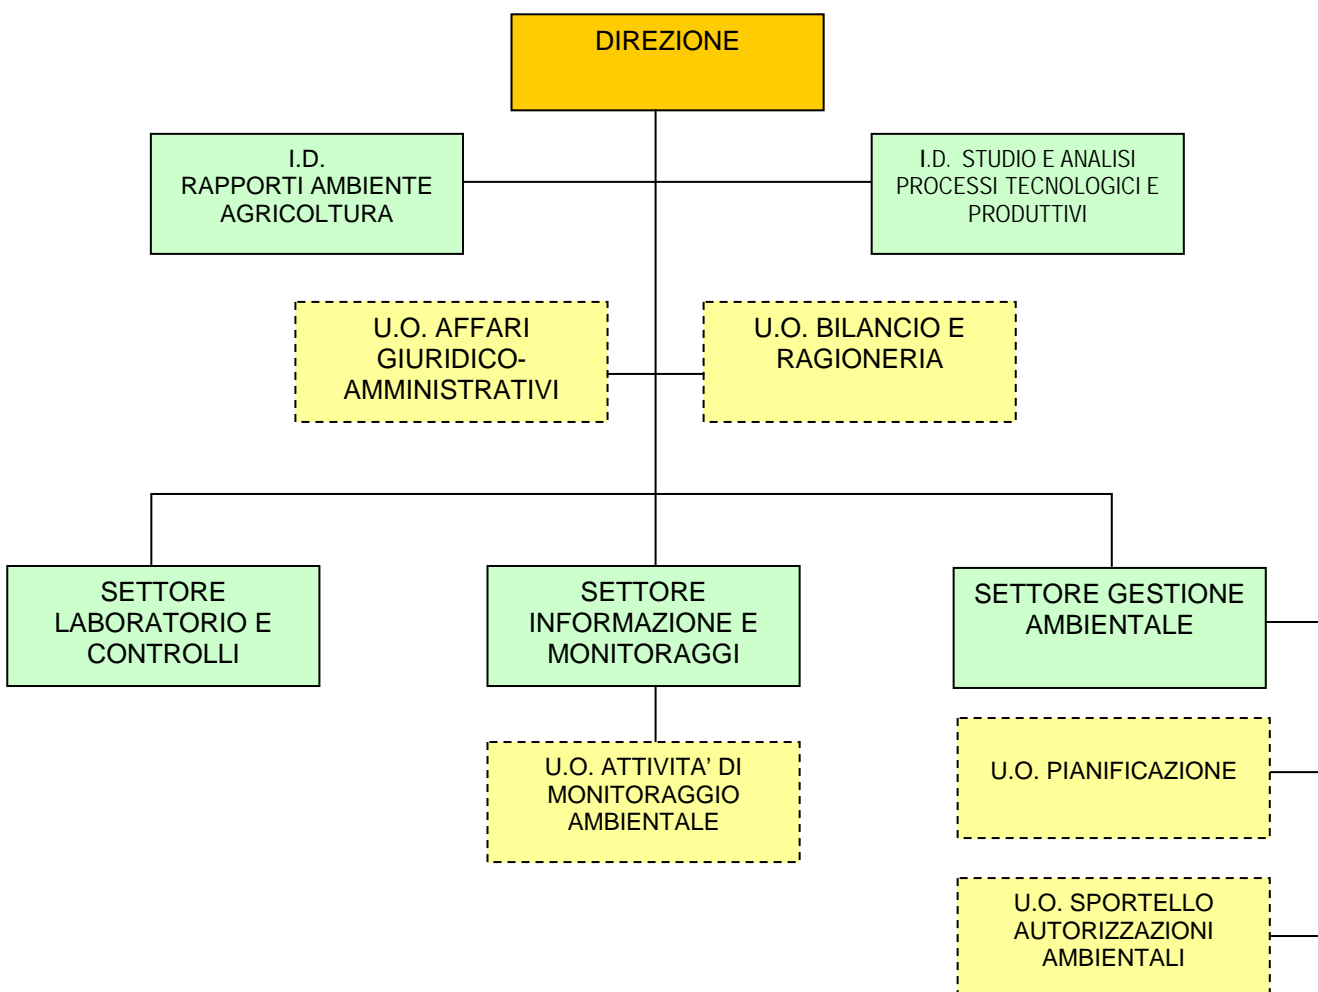 DIREZIONE
I.D.
RAPPORTI AMBIENTE
AGRICOLTURA
I.D. STUDIO E ANALISI
PROCESSI TECNOLOGICI E
PRODUTTIVI
U.O. AFFARI
GIURIDICO-
AMMINISTRATIVI
U.O. BILANCIO E
RAGIONERIA
SETTORE
LABORATORIO E
CONTROLLI
SETTORE
INFORMAZIONE E
MONITORAGGI
SETTORE GESTIONE
AMBIENTALE
U.O. ATTIVITA' DI
MONITORAGGIO
AMBIENTALE
U.O. PIANIFICAZIONE
U.O. SPORTELLO
AUTORIZZAZIONI
AMBIENTALI